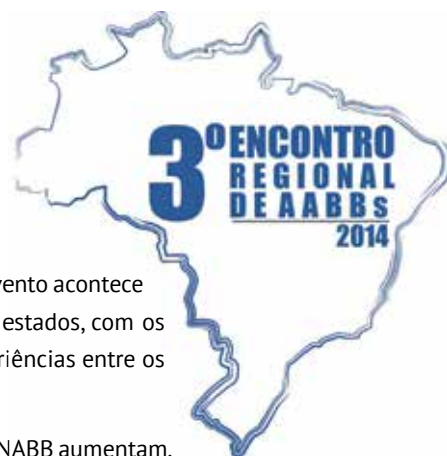 3º ENCONTRO
REGIONAL
DE AABBs
2014
vento acontece
estados, com os
riências entre os
NABB aumentam.